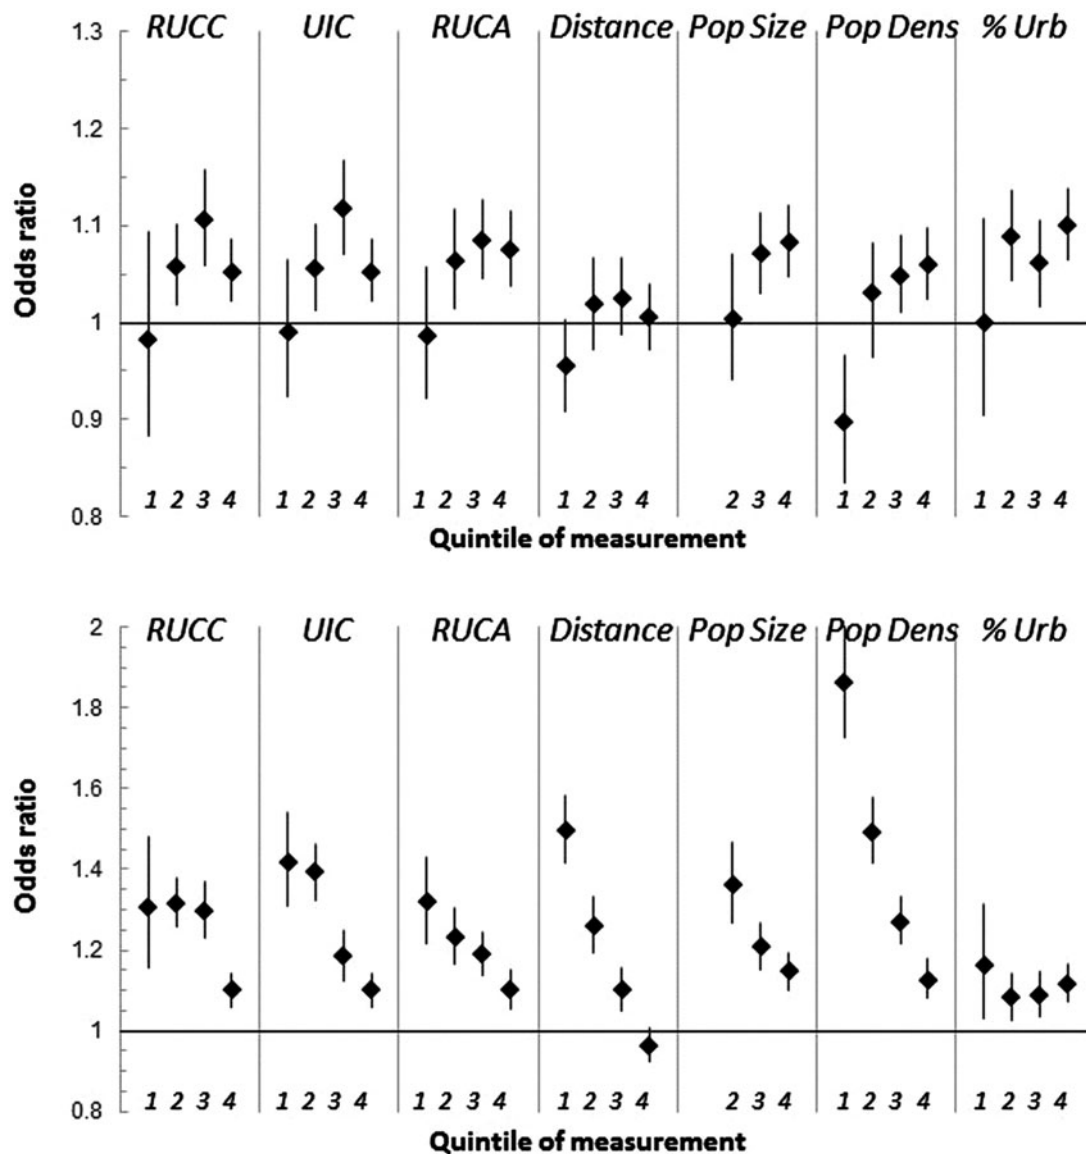 RUCC UIC RUCA Distance Pop Size Pop Dens % Urb
1.3
1.2
1.1
1
0.9
0.8
Odds ratio
1 2 3 4 1 2 3 4 1 2 3 4 1 2 3 4 2 3 4 1 2 3 4 1 2 3 4
Quintile of measurement
RUCC UIC RUCA Distance Pop Size Pop Dens % Urb
2
1.8
1.6
1.4
1.2
1
0.8
Odds ratio
1 2 3 4 1 2 3 4 1 2 3 4 1 2 3 4 2 3 4 1 2 3 4 1 2 3 4
Quintile of measurement